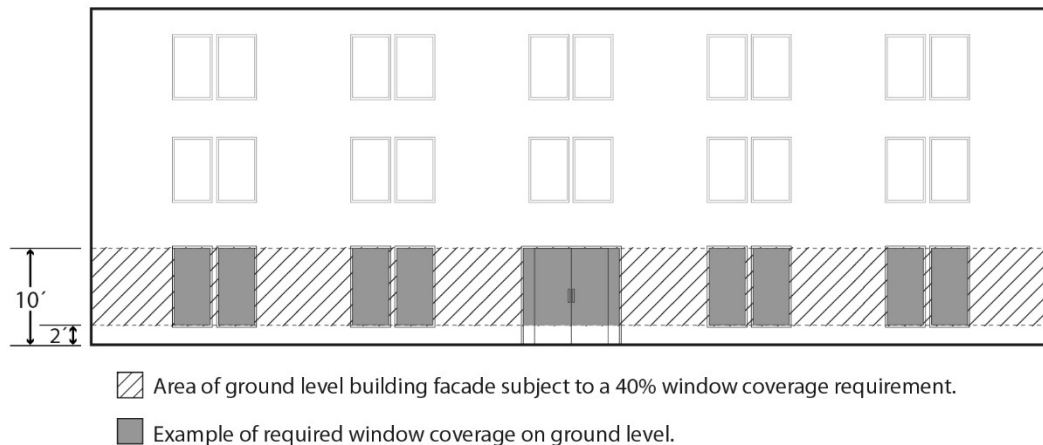 10´
2´
Area of ground level building facade subject to a 40% window coverage requirement.
Example of required window coverage on ground level.